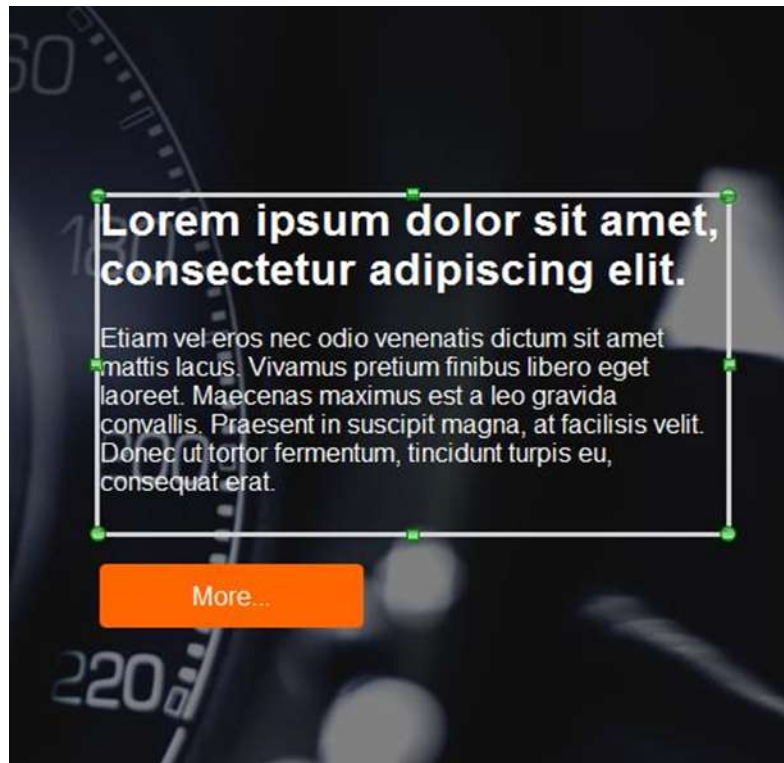 60
Lorem ipsum dolor sit amet,
180
consectetur adipiscing elit.
Etiam vel eros nec odio venenatis dictum sit amet
mattis lacus. Vivamus pretium finibus libero eget
laoreet. Maecenas maximus est a leo gravida
convallis. Praesent in suscipit magna, at facilisis velit.
200
Donec ut tortor fermentum, tincidunt turpis eu,
consequat erat.
More...
220